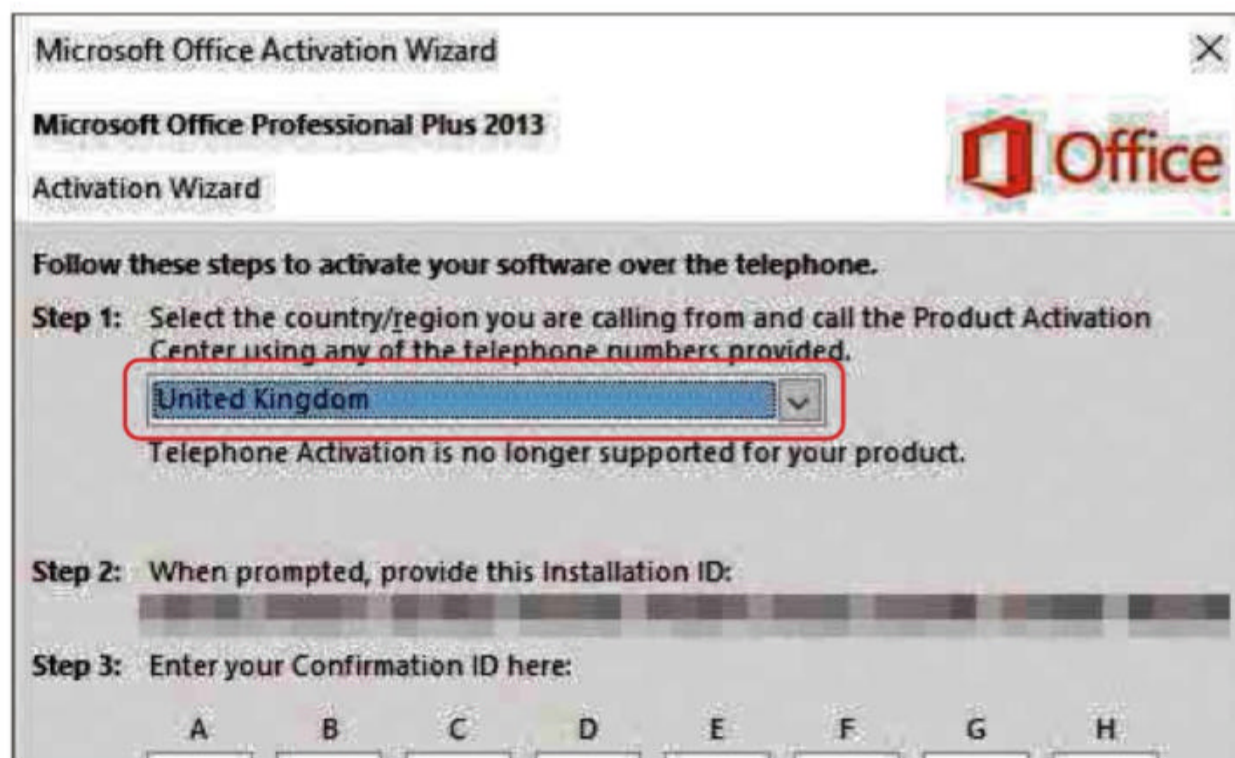 Microsoft Office Activation Wizard
Microsoft Office Professional Plus 2013
Office
Activation Wizard
Follow these steps to activate your software over the telephone.
Step 1: Select the country/region you are calling from and call the Product Activation
Center using any of the telephone numbers provided.
United Kingdom
Telephone Activation is no longer supported for your product.
Step 2: When prompted, provide this Installation ID:
Step 3: Enter your Confirmation ID here:
A B C D E F G H